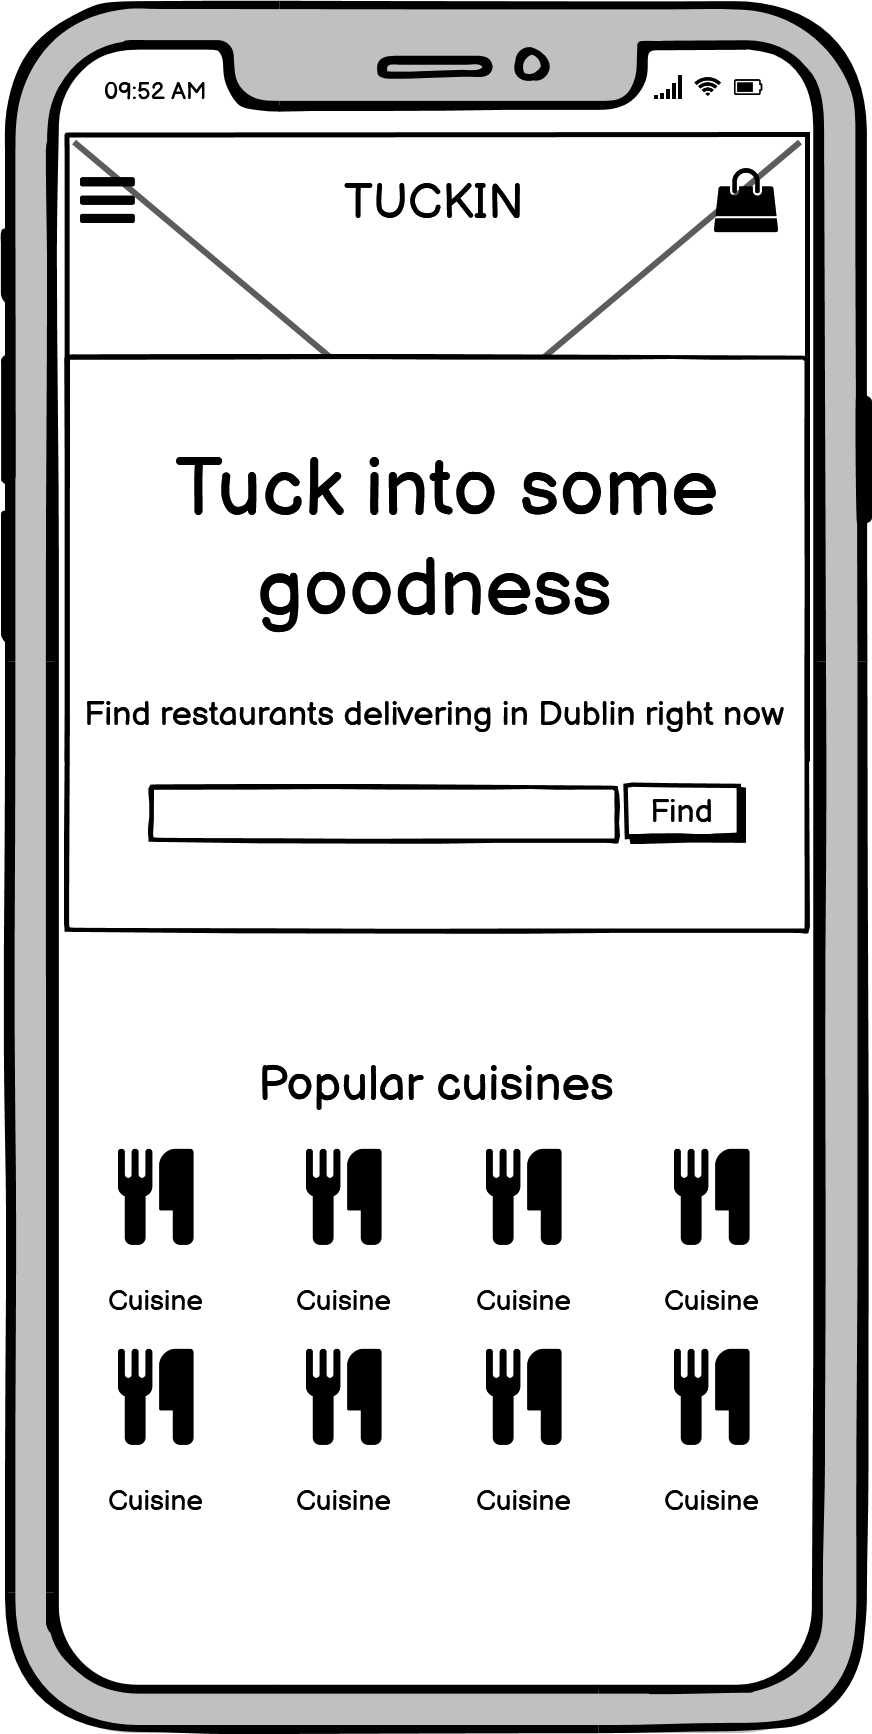 09:52 AM
TUCKIN
Tuck into some
goodness
Find restaurants delivering in Dublin right now
Find
Popular cuisines
Cuisine Cuisine Cuisine Cuisine
Cuisine Cuisine Cuisine Cuisine